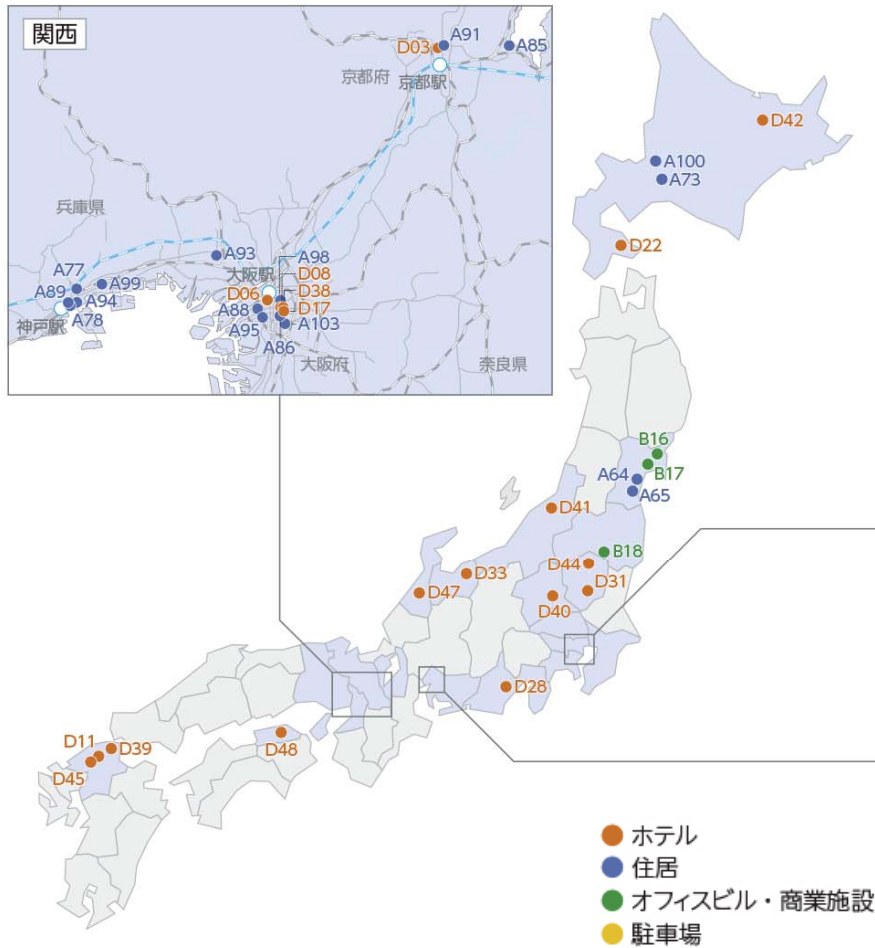 関西
D03
A91
A85
京都府
京都駅
兵庫県
A93
A98
大阪駅
D08
A77
A99
D38
D06
A89
A88
D17
A94
神戸駅
A78
A95
A103
A86
大阪府
奈良県
D42
A100
A73
D22
B16
B17
A64
A65
D41
B18
D44
D33
D31
D47
D40
D28
D11
D39
D48
D45
ホテル
住居
オフィスビル・商業施設
駐車場